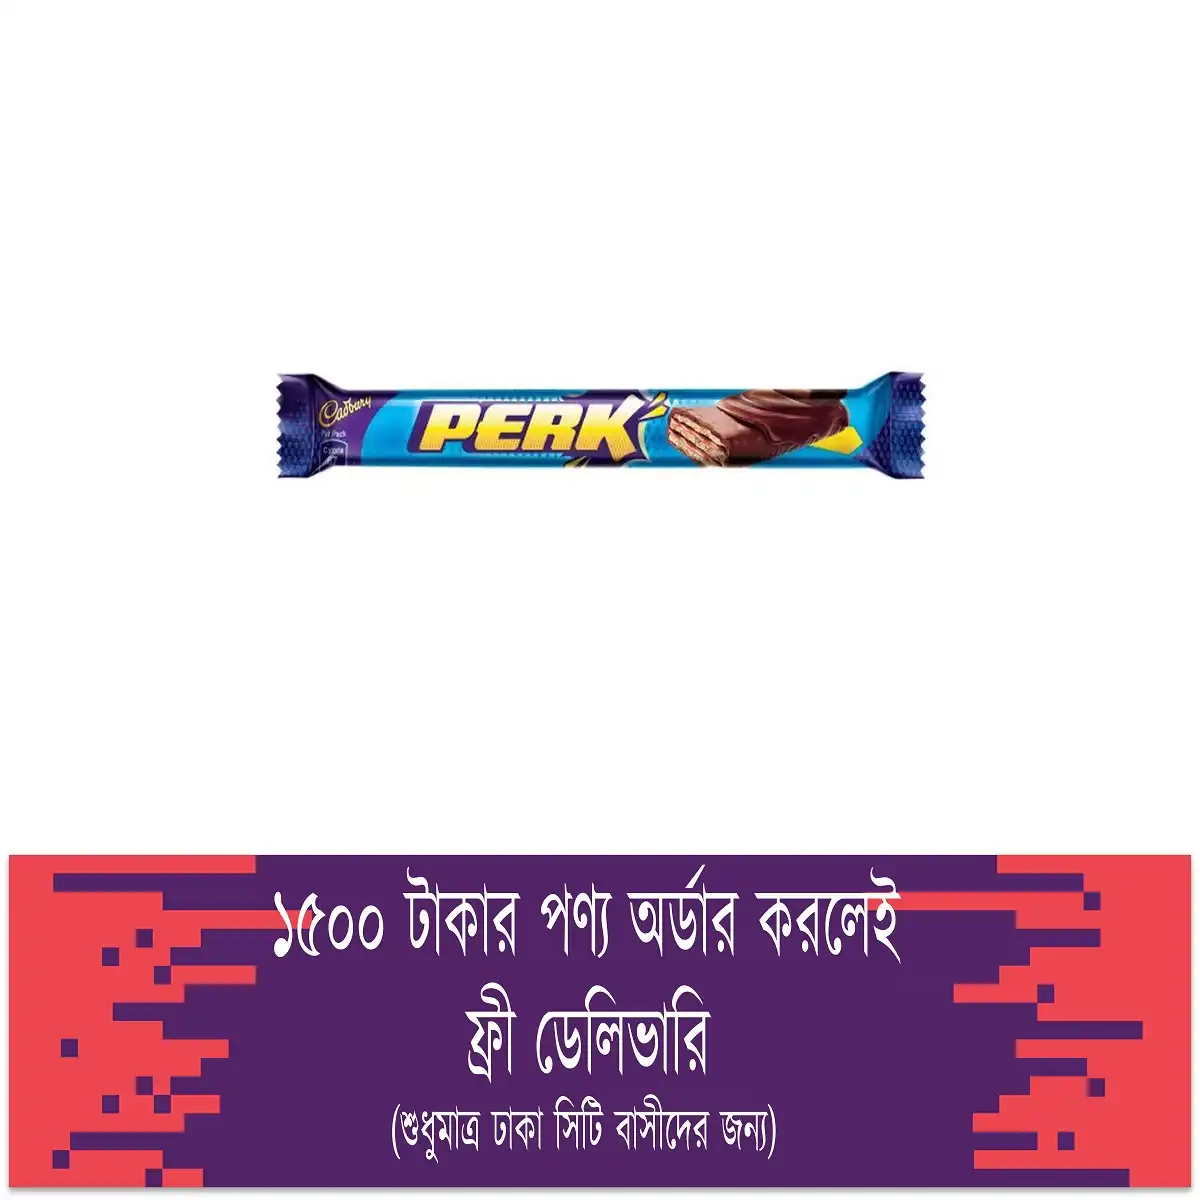 Cadbury
PERK
১৫০০ টাকার পণ্য অর্ডার করলেই
ফ্রী ডেলিভারি
(শুধুমাত্র ঢাকা সিটি বাসীদের জন্য)